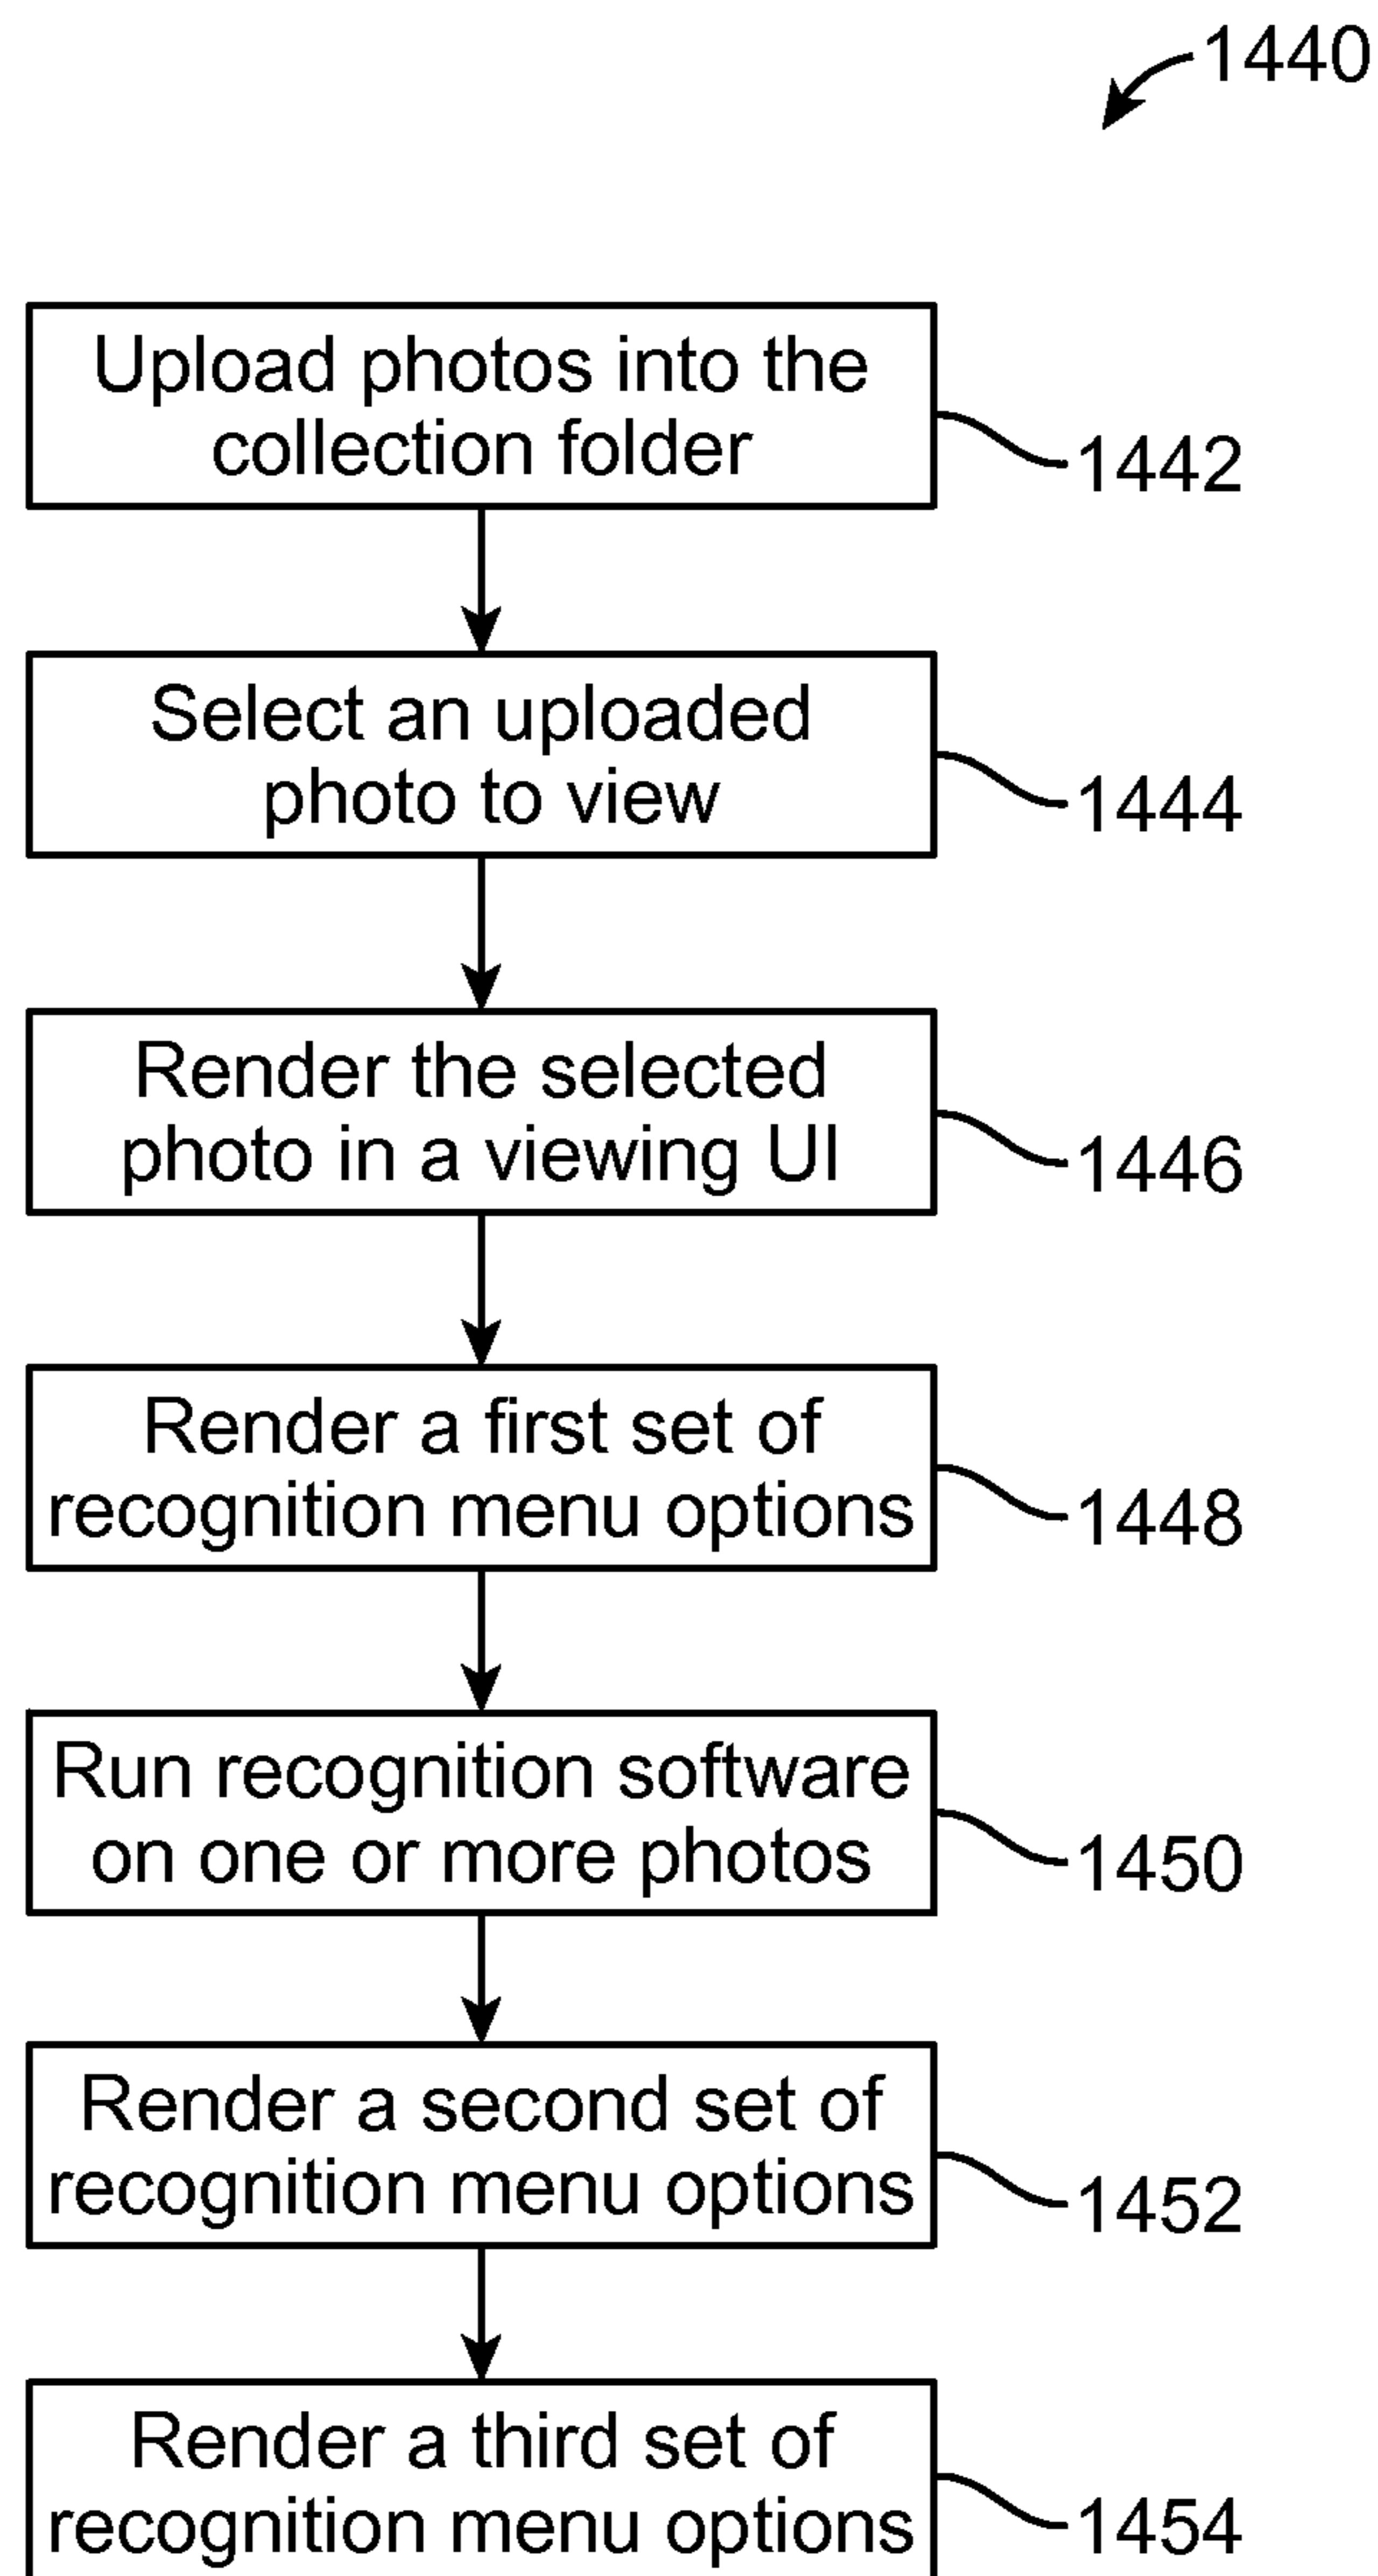 1440
Upload photos into the
collection folder
1442
Select an uploaded
photo to view
1444
Render the selected
photo in a viewing UI
1446
Render a first set of
recognition menu options
1448
Run recognition software
on one or more photos
1450
Render a second set of
recognition menu options
1452
Render a third set of
recognition menu options
1454